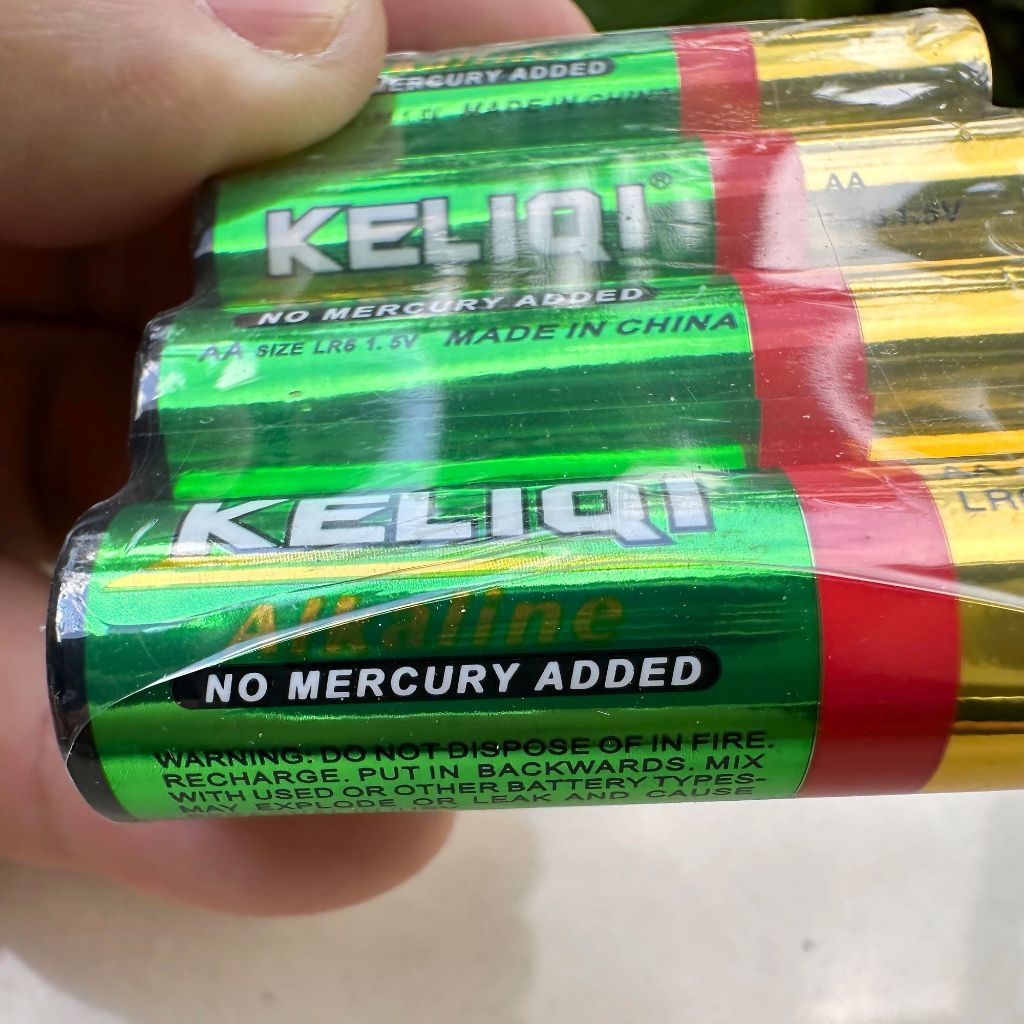 MERCURY ADDED
MADE IN CHINA
KELIQI®
AA
1.5V
NO MERCURY ADDED
AA SIZE LR6 1.5V MADE IN CHINA
KELIQI
AA
Alkaline
NO MERCURY ADDED
WARNING: DO NOT DISPOSE OF IN FIRE.
RECHARGE. PUT IN BACKWARDS. MIX
WITH USED OR OTHER BATTERY TYPES-
MAY EXPLODE OR LEAK AND CAUSE